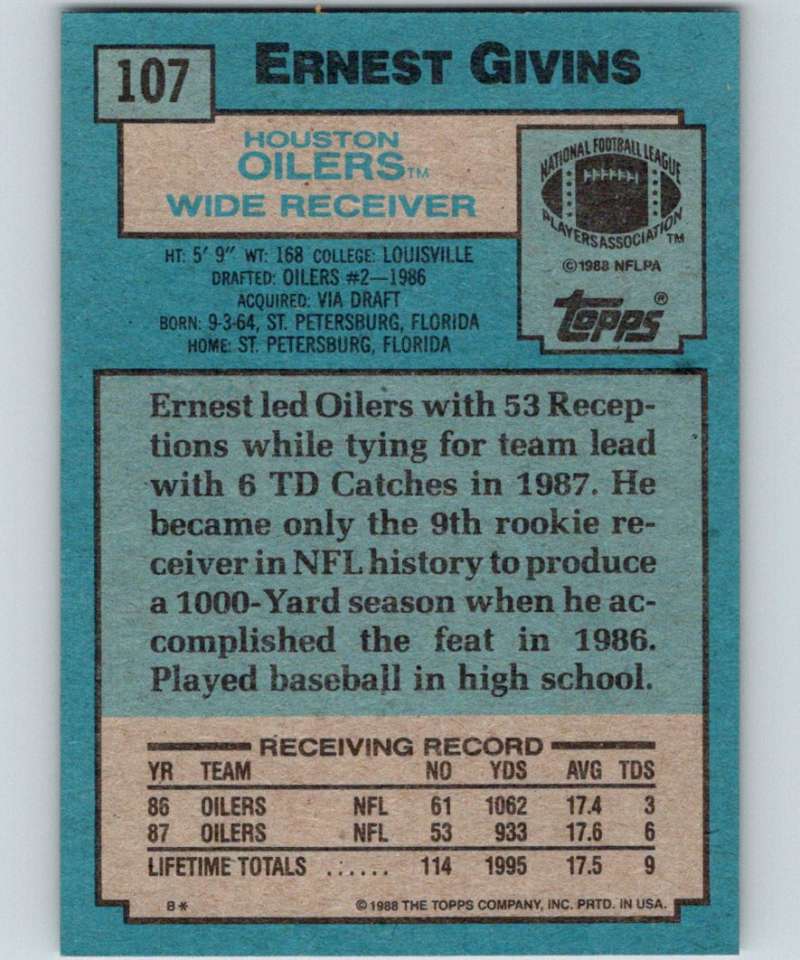 107
ERNEST GIVINS
HOUSTON
OILERS™
WIDE RECEIVER
NATIONAL FOOTBALL LEAGUE
PLAYERS ASSOCIATION™
©1988 NFLPA
Topps®
HT: 5' 9" WT: 168 COLLEGE: LOUISVILLE
DRAFTED: OILERS #2—1986
ACQUIRED: VIA DRAFT
BORN: 9-3-64, ST. PETERSBURG, FLORIDA
HOME: ST. PETERSBURG, FLORIDA
Ernest led Oilers with 53 Recep-
tions while tying for team lead
with 6 TD Catches in 1987. He
became only the 9th rookie re-
ceiver in NFL history to produce
a 1000-Yard season when he ac-
complished the feat in 1986.
Played baseball in high school.
RECEIVING RECORD
YR TEAM NO YDS AVG TDS
86 OILERS NFL 61 1062 17.4 3
87 OILERS NFL 53 933 17.6 6
LIFETIME TOTALS ...... 114 1995 17.5 9
B* ©1988 THE TOPPS COMPANY, INC. PRTD. IN USA.